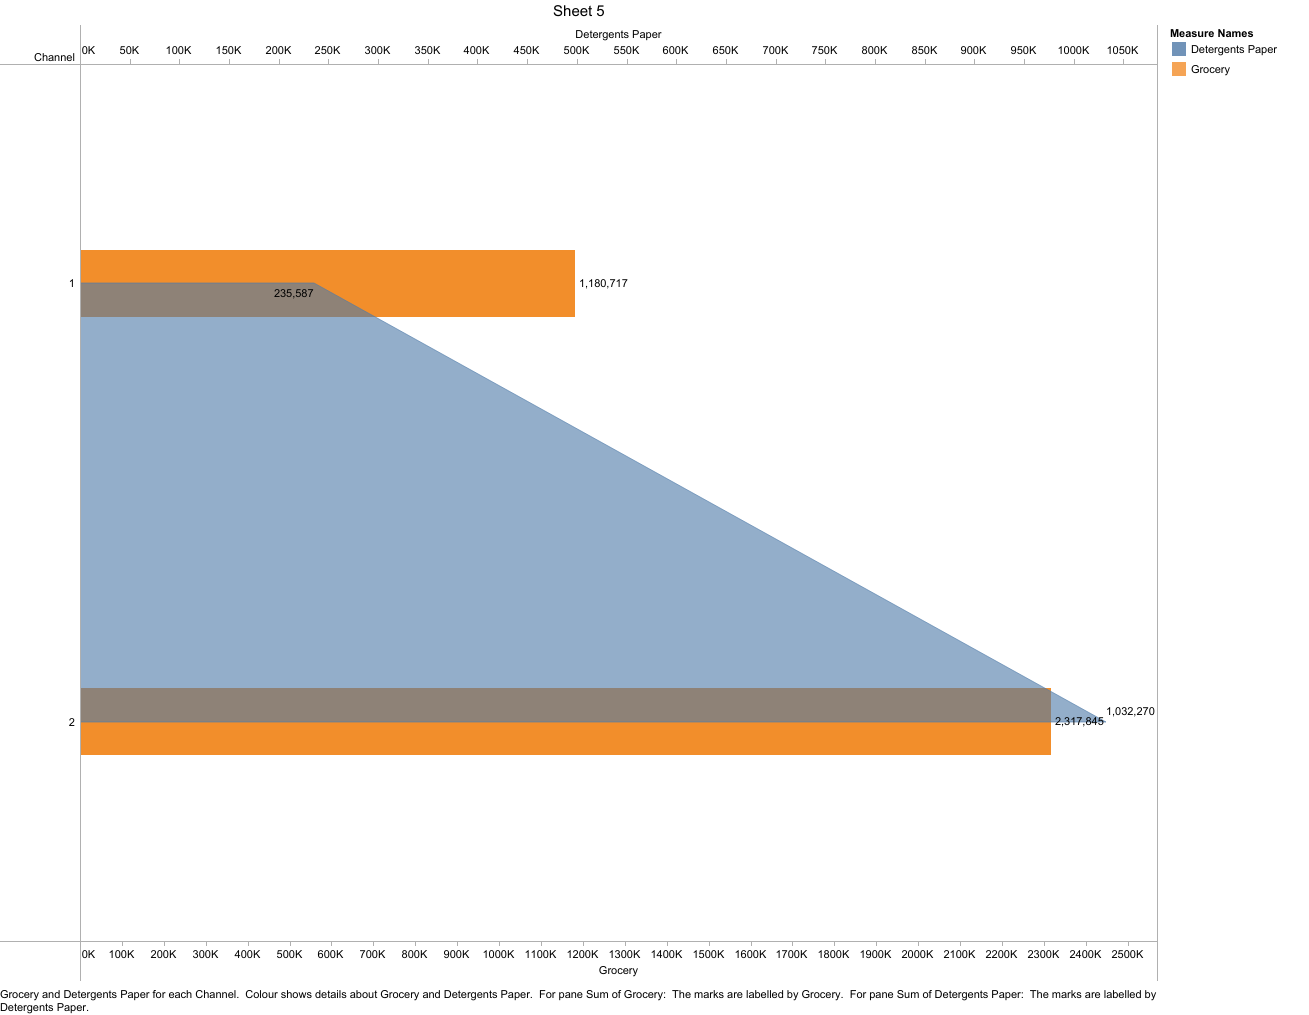 Sheet 5
Detergents Paper
0K 50K 100K 150K 200K 250K 300K 350K 400K 450K 500K 550K 600K 650K 700K 750K 800K 850K 900K 950K 1000K 1050K
Channel
Measure Names
Detergents Paper
Grocery
1
1,180,717
235,587
2
1,032,270
2,317,845
0K 100K 200K 300K 400K 500K 600K 700K 800K 900K 1000K 1100K 1200K 1300K 1400K 1500K 1600K 1700K 1800K 1900K 2000K 2100K 2200K 2300K 2400K 2500K
Grocery
Grocery and Detergents Paper for each Channel.  Colour shows details about Grocery and Detergents Paper.  For pane Sum of Grocery:  The marks are labelled by Grocery.  For pane Sum of Detergents Paper:  The marks are labelled by
Detergents Paper.